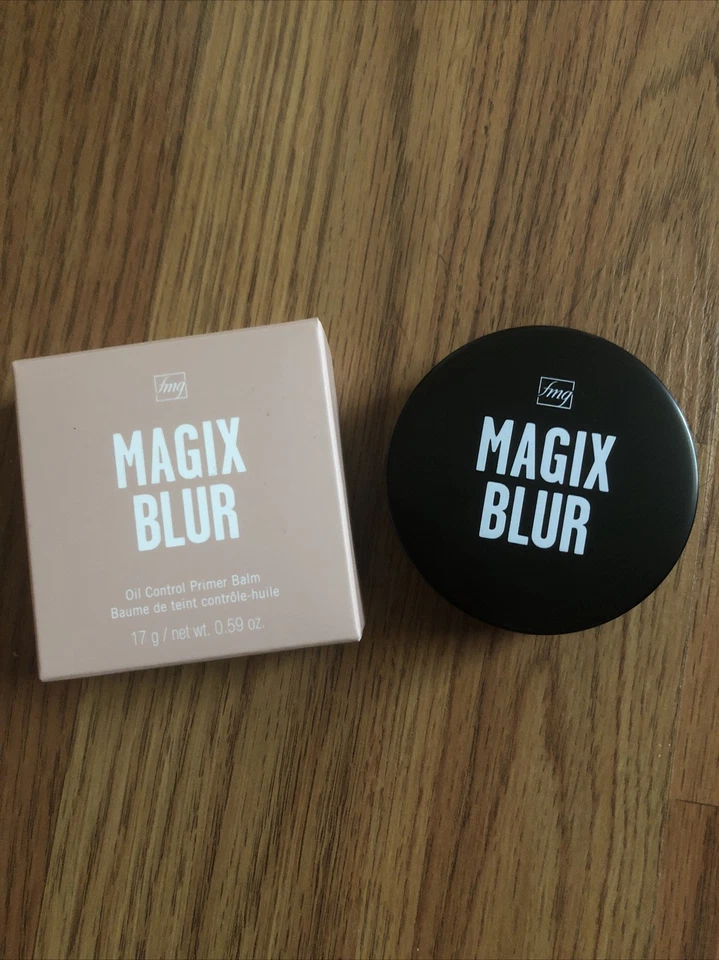 fmg
MAGIX
BLUR
Oil Control Primer Balm
Baume de teint contrôle-huile
17 g / net wt. 0.59 oz.
fmg
MAGIX
BLUR